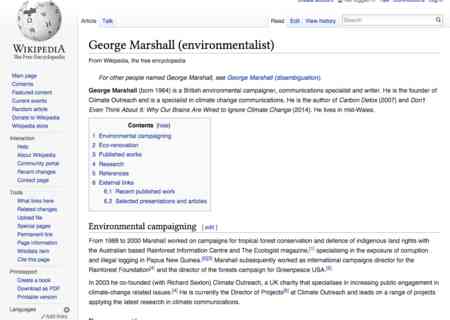 WIKIPEDIA
The Free Encyclopedia
Main page
Contents
Featured content
Current events
Random article
Donate to Wikipedia
Wikipedia store
Interaction
Help
About Wikipedia
Community portal
Recent changes
Contact page
Tools
What links here
Related changes
Upload file
Special pages
Permanent link
Page information
Wikidata item
Cite this page
Print/export
Create a book
Download as PDF
Printable version
Languages
Add links
Article Talk
Read Edit View history
Search
George Marshall (environmentalist)
From Wikipedia, the free encyclopedia
For other people named George Marshall, see George Marshall (disambiguation).
George Marshall (born 1964) is a British environmental campaigner, communications specialist and writer. He is the founder
of Climate Outreach and is a specialist in climate change communications. He is the author of Carbon Detox (2007) and Don't
Even Think About It: Why Our Brains Are Wired to Ignore Climate Change (2014). He lives in mid-Wales.
Contents [hide]
1 Environmental campaigning
2 Eco-renovation
3 Published works
4 Research
5 References
6 External links
6.1 Recent published work
6.2 Selected presentations and articles
Environmental campaigning [ edit ]
From 1989 to 2000 Marshall worked on campaigns for tropical forest conservation and defence of indigenous land rights with
the Australian based Rainforest Information Centre and The Ecologist magazine,[1] specialising in the exposure of corruption
and illegal logging in Papua New Guinea.[2][3] Marshall subsequently worked as international campaigns director for the
Rainforest Foundation[4] and the director of the forests campaign for Greenpeace USA.[5]
In 2003 he co-founded (with Richard Sexton) Climate Outreach, a UK charity that specialises in increasing public engagement in
climate-change related issues.[4] He is currently the Director of Projects[6] at Climate Outreach and leads on a range of projects
applying the latest research in climate communications.